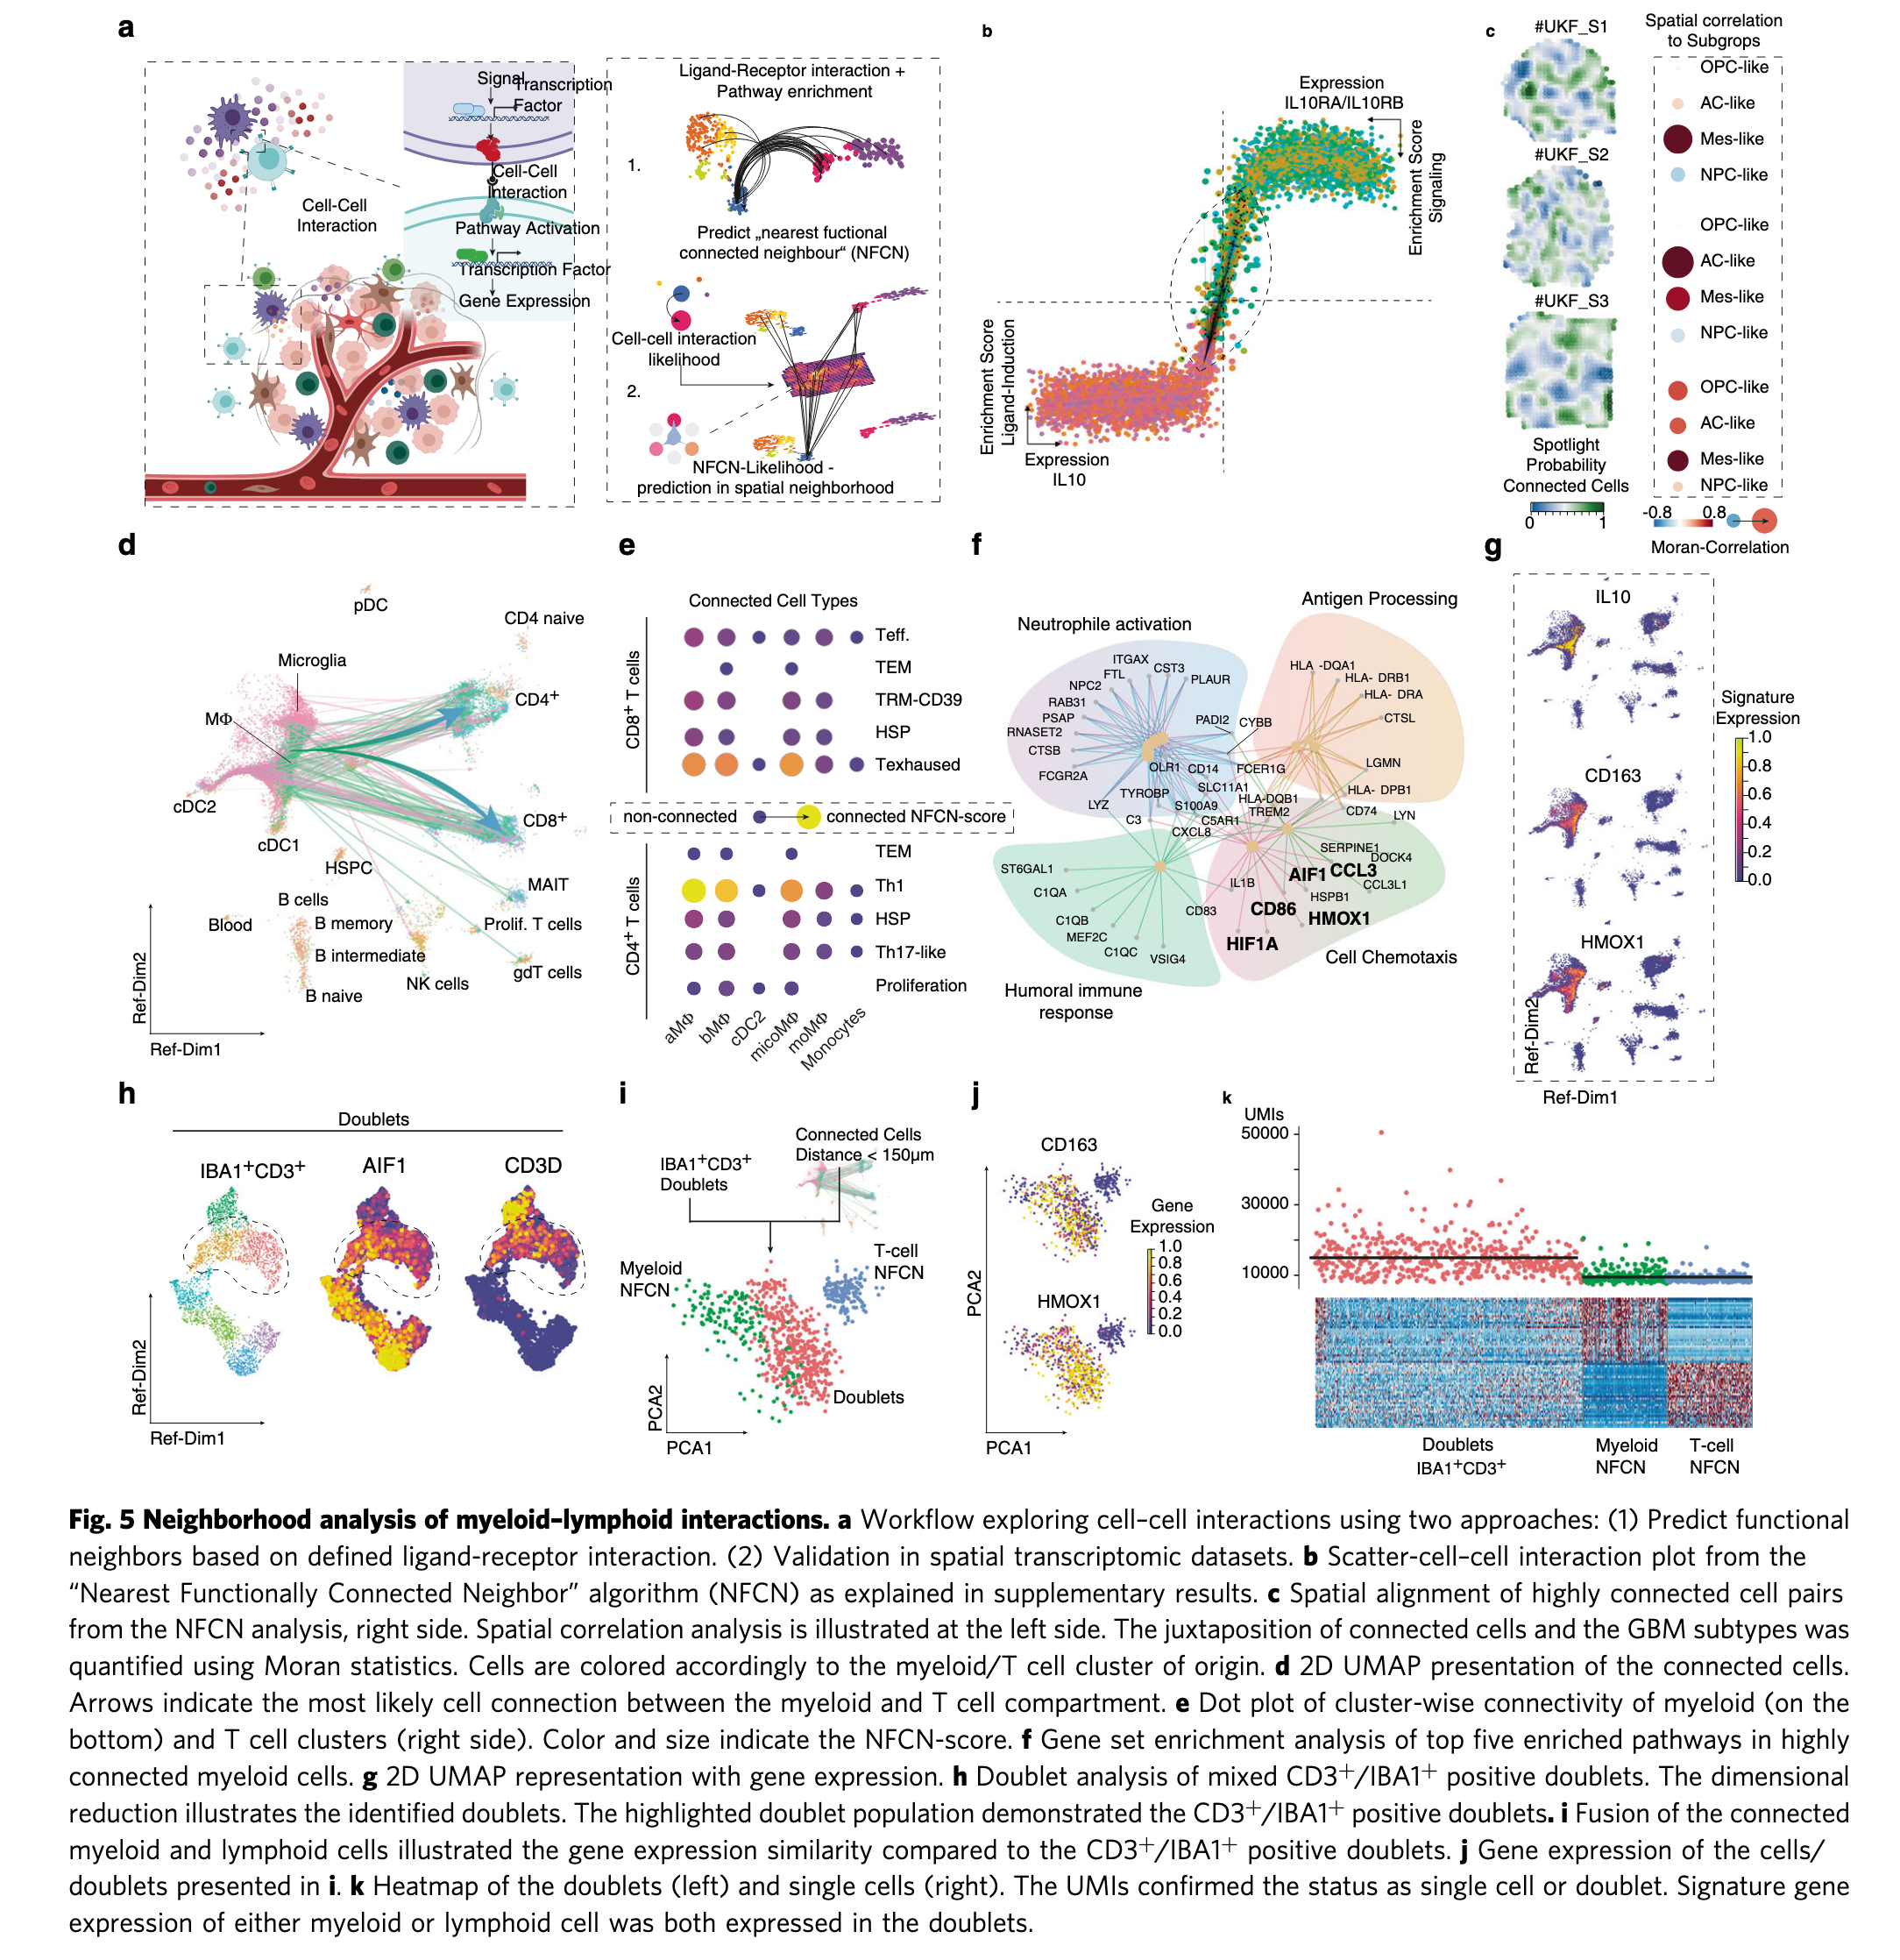 a
Signal
Transcription
Factor
Cell-Cell
Interaction
Pathway Activation
Transcription Factor
Gene Expression
Cell-Cell
Interaction
Ligand-Receptor interaction +
Pathway enrichment
1.
Predict „nearest fuctional
connected neighbour“ (NFCN)
Cell-cell interaction
likelihood
2.
NFCN-Likelihood -
prediction in spatial neighborhood
b
Expression
IL10RA/IL10RB
Enrichment Score
Signaling
Enrichment Score
Ligand-Induction
Expression
IL10
c
#UKF_S1
#UKF_S2
#UKF_S3
Spotlight
Probability
Connected Cells
0 1
Spatial correlation
to Subgrops
OPC-like
AC-like
Mes-like
NPC-like
OPC-like
AC-like
Mes-like
NPC-like
OPC-like
AC-like
Mes-like
NPC-like
-0.8 0.8
Moran-Correlation
d
pDC
CD4 naive
Microglia
MΦ
CD4+
cDC2
cDC1
CD8+
HSPC
MAIT
B cells
Blood
B memory
Prolif. T cells
B intermediate
NK cells
gdT cells
B naive
Ref-Dim2
Ref-Dim1
e
Connected Cell Types
CD8+ T cells
Teff.
TEM
TRM-CD39
HSP
Texhaused
non-connected
connected NFCN-score
CD4+ T cells
TEM
Th1
HSP
Th17-like
Proliferation
aMΦ
bMΦ
cDC2
micoMΦ
moMΦ
Monocytes
f
Neutrophile activation
Antigen Processing
ITGAX
FTL
CST3
NPC2
PLAUR
RAB31
PSAP
RNASET2
CTSB
FCGR2A
PADI2
CYBB
OLR1
CD14
FCER1G
SLC11A1
LYZ
TYROBP
S100A9
C3
C5AR1
CXCL8
HLA -DQA1
HLA- DRB1
HLA- DRA
CTSL
LGMN
HLA- DPB1
HLA-DQB1
TREM2
CD74
LYN
ST6GAL1
C1QA
C1QB
MEF2C
C1QC
VSIG4
SERPINE1
DOCK4
AIF1
CCL3
CCL3L1
IL1B
HSPB1
CD83
CD86
HMOX1
HIF1A
Cell Chemotaxis
Humoral immune
response
g
IL10
CD163
HMOX1
Signature
Expression
1.0
0.8
0.6
0.4
0.2
0.0
Ref-Dim2
Ref-Dim1
h
Doublets
IBA1+CD3+
AIF1
CD3D
Ref-Dim2
Ref-Dim1
i
Connected Cells
Distance < 150µm
IBA1+CD3+
Doublets
Myeloid
NFCN
T-cell
NFCN
Doublets
PCA2
PCA1
j
CD163
HMOX1
Gene
Expression
1.0
0.8
0.6
0.4
0.2
0.0
PCA2
PCA1
k
UMIs
50000
30000
10000
Doublets
IBA1+CD3+
Myeloid
NFCN
T-cell
NFCN
Fig. 5 Neighborhood analysis of myeloid–lymphoid interactions. a Workflow exploring cell–cell interactions using two approaches: (1) Predict functional
neighbors based on defined ligand-receptor interaction. (2) Validation in spatial transcriptomic datasets. b Scatter-cell–cell interaction plot from the
“Nearest Functionally Connected Neighbor” algorithm (NFCN) as explained in supplementary results. c Spatial alignment of highly connected cell pairs
from the NFCN analysis, right side. Spatial correlation analysis is illustrated at the left side. The juxtaposition of connected cells and the GBM subtypes was
quantified using Moran statistics. Cells are colored accordingly to the myeloid/T cell cluster of origin. d 2D UMAP presentation of the connected cells.
Arrows indicate the most likely cell connection between the myeloid and T cell compartment. e Dot plot of cluster-wise connectivity of myeloid (on the
bottom) and T cell clusters (right side). Color and size indicate the NFCN-score. f Gene set enrichment analysis of top five enriched pathways in highly
connected myeloid cells. g 2D UMAP representation with gene expression. h Doublet analysis of mixed CD3+/IBA1+ positive doublets. The dimensional
reduction illustrates the identified doublets. The highlighted doublet population demonstrated the CD3+/IBA1+ positive doublets. i Fusion of the connected
myeloid and lymphoid cells illustrated the gene expression similarity compared to the CD3+/IBA1+ positive doublets. j Gene expression of the cells/
doublets presented in i. k Heatmap of the doublets (left) and single cells (right). The UMIs confirmed the status as single cell or doublet. Signature gene
expression of either myeloid or lymphoid cell was both expressed in the doublets.